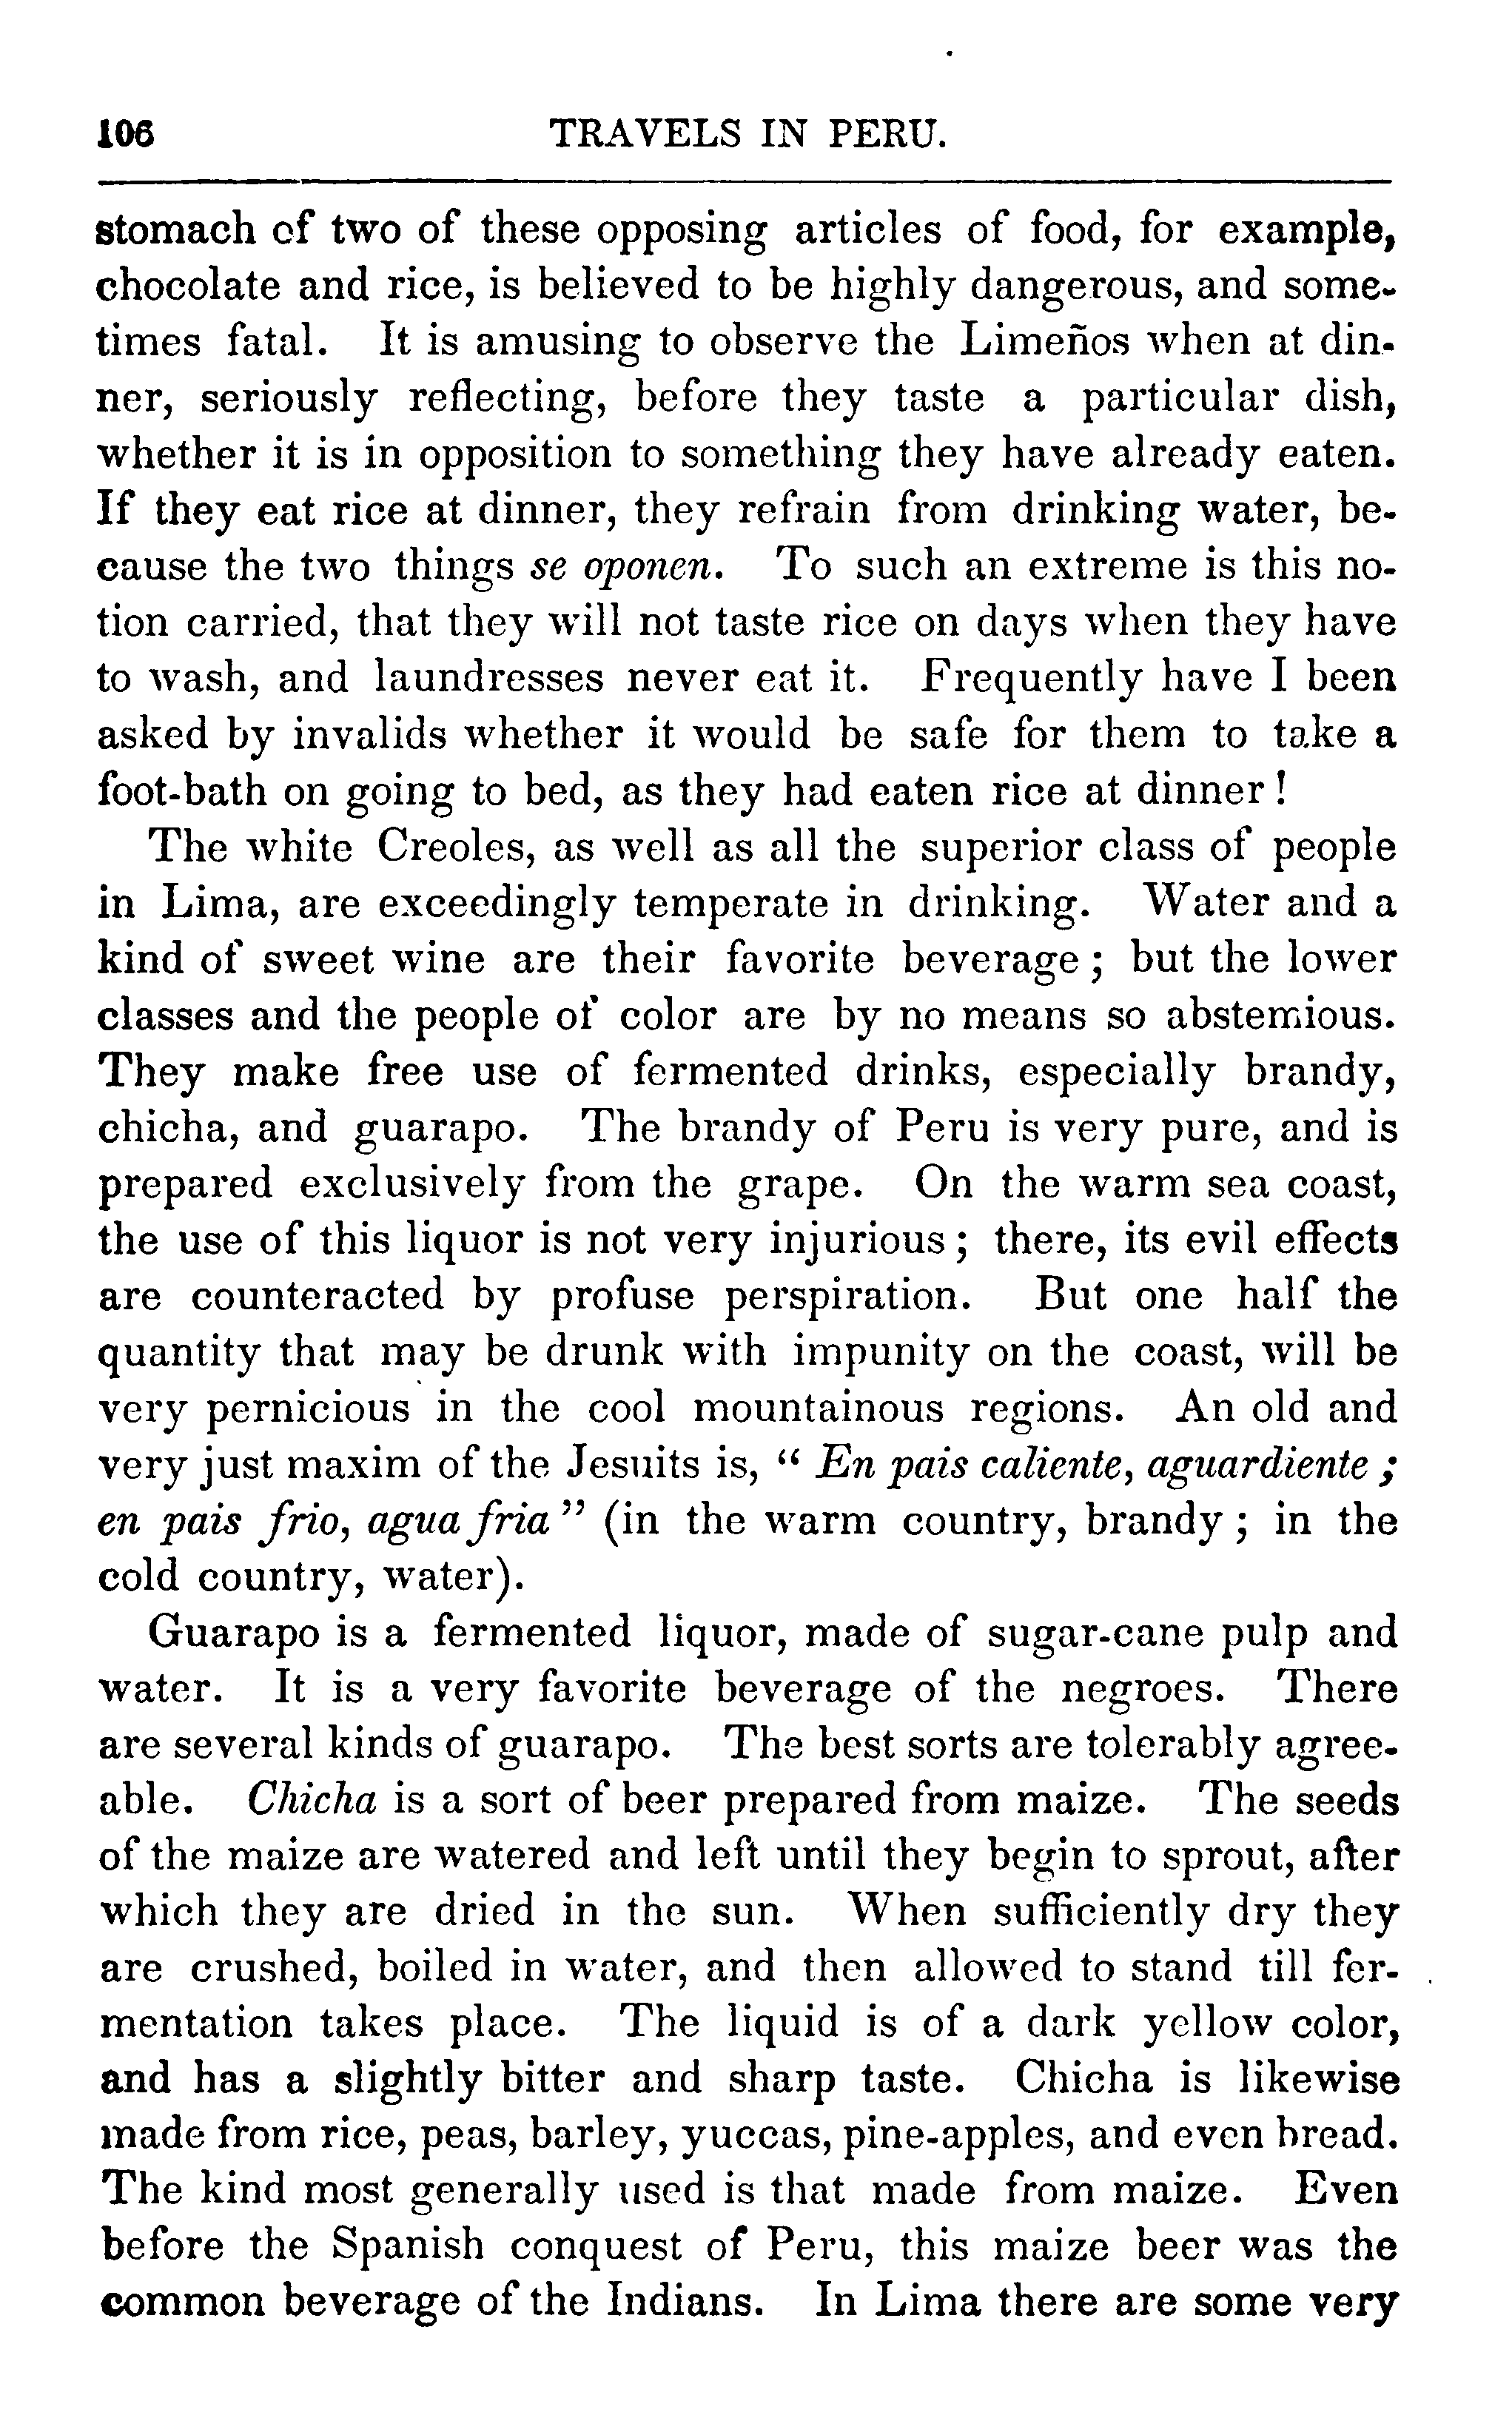 106 TRAVELS IN PERU.
stomach of two of these opposing articles of food, for example,
chocolate and rice, is believed to be highly dangerous, and some-
times fatal. It is amusing to observe the Limeños when at din-
ner, seriously reflecting, before they taste a particular dish,
whether it is in opposition to something they have already eaten.
If they eat rice at dinner, they refrain from drinking water, be-
cause the two things se oponen. To such an extreme is this no-
tion carried, that they will not taste rice on days when they have
to wash, and laundresses never eat it. Frequently have I been
asked by invalids whether it would be safe for them to take a
foot-bath on going to bed, as they had eaten rice at dinner!
The white Creoles, as well as all the superior class of people
in Lima, are exceedingly temperate in drinking. Water and a
kind of sweet wine are their favorite beverage; but the lower
classes and the people of color are by no means so abstemious.
They make free use of fermented drinks, especially brandy,
chicha, and guarapo. The brandy of Peru is very pure, and is
prepared exclusively from the grape. On the warm sea coast,
the use of this liquor is not very injurious; there, its evil effects
are counteracted by profuse perspiration. But one half the
quantity that may be drunk with impunity on the coast, will be
very pernicious in the cool mountainous regions. An old and
very just maxim of the Jesuits is, "En pais caliente, aguardiente;
en pais frio, agua fria" (in the warm country, brandy; in the
cold country, water).
Guarapo is a fermented liquor, made of sugar-cane pulp and
water. It is a very favorite beverage of the negroes. There
are several kinds of guarapo. The best sorts are tolerably agree-
able. Chicha is a sort of beer prepared from maize. The seeds
of the maize are watered and left until they begin to sprout, after
which they are dried in the sun. When sufficiently dry they
are crushed, boiled in water, and then allowed to stand till fer-
mentation takes place. The liquid is of a dark yellow color,
and has a slightly bitter and sharp taste. Chicha is likewise
made from rice, peas, barley, yuccas, pine-apples, and even bread.
The kind most generally used is that made from maize. Even
before the Spanish conquest of Peru, this maize beer was the
common beverage of the Indians. In Lima there are some very